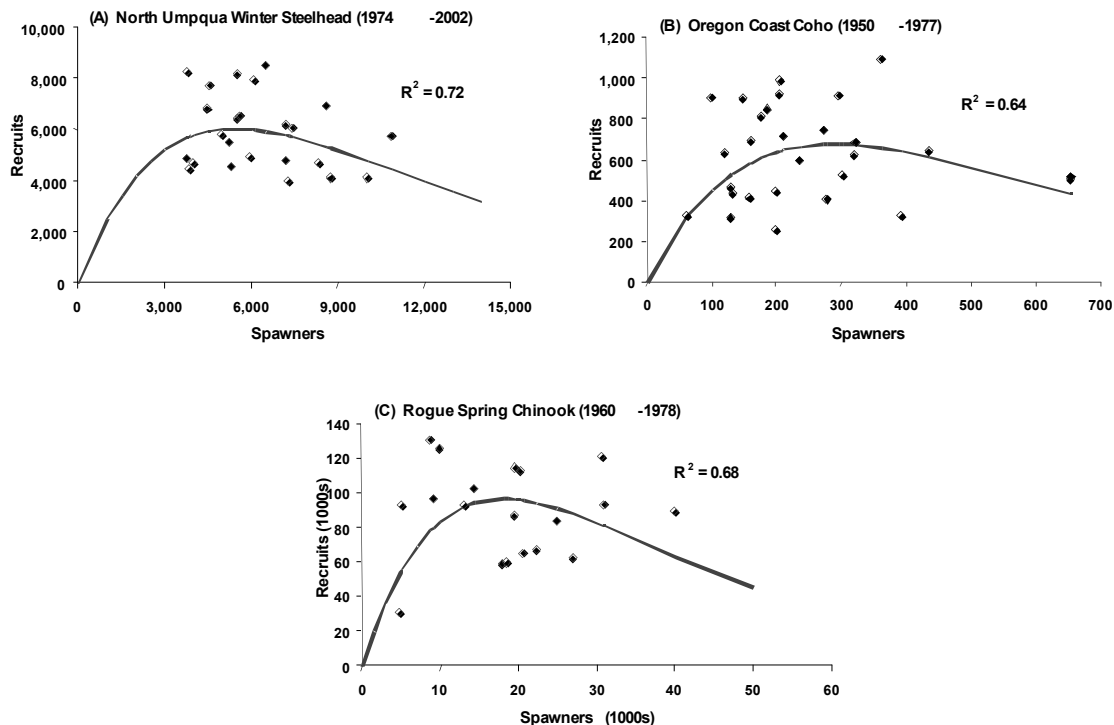 (A) North Umpqua Winter Steelhead (1974 -2002)
10,000
8,000
6,000
4,000
2,000
0
Recruits
R² = 0.72
0 3,000 6,000 9,000 12,000 15,000
Spawners
(B) Oregon Coast Coho (1950 -1977)
1,200
1,000
800
600
400
200
0
Recruits
R² = 0.64
0 100 200 300 400 500 600 700
Spawners
(C) Rogue Spring Chinook (1960 -1978)
140
120
100
80
60
40
20
0
Recruits (1000s)
R² = 0.68
0 10 20 30 40 50 60
Spawners (1000s)